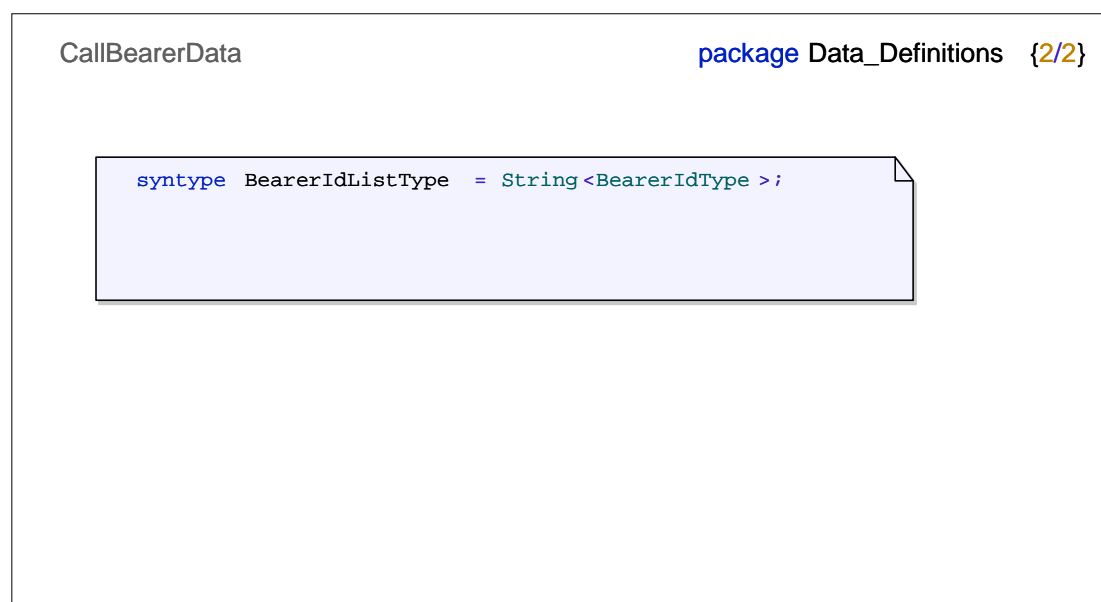 CallBearerData package Data_Definitions {2/2}
syntype BearerIdListType = String<BearerIdType >;